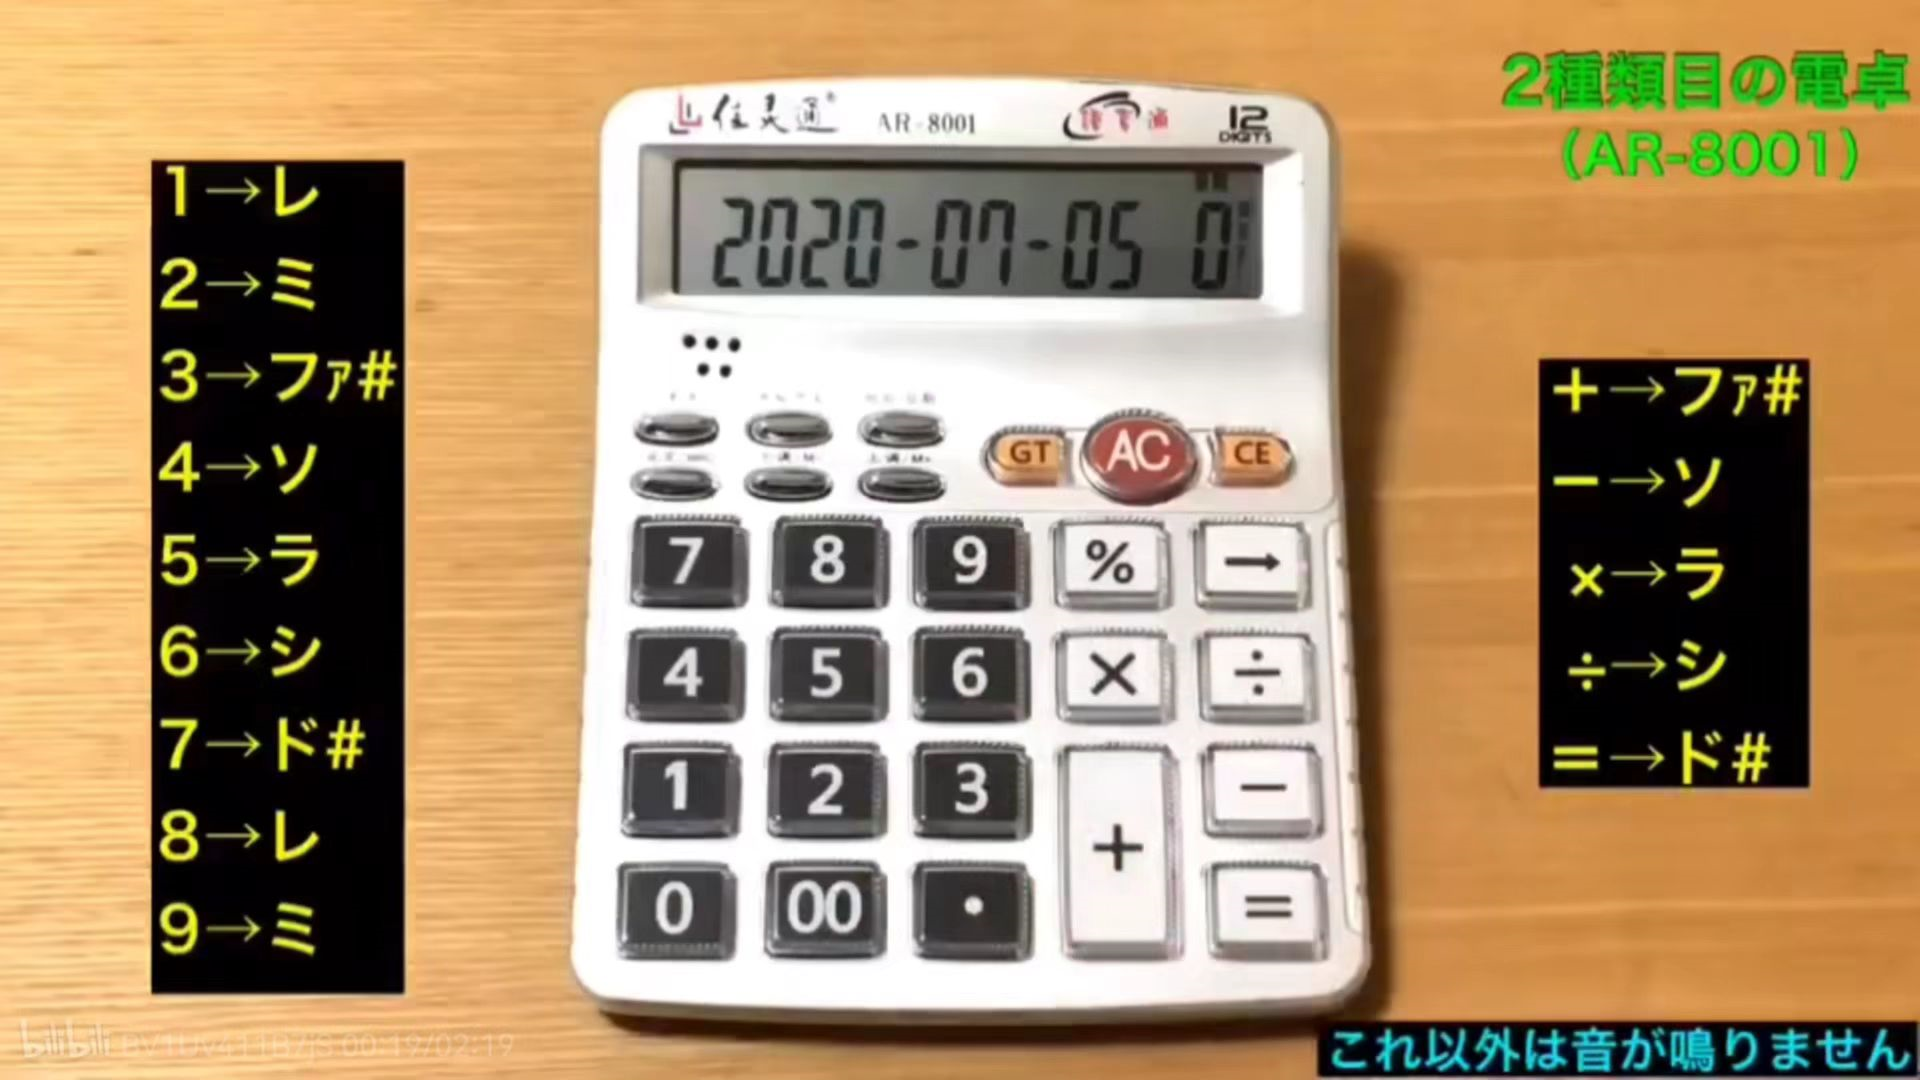 2種類目の電卓
(AR-8001)
佳灵通®
AR-8001
12
DIGITS
2020-07-05 0
1→レ
2→ミ
3→ファ#
4→ソ
5→ラ
6→シ
7→ド#
8→レ
9→ミ
+→ファ#
−→ソ
×→ラ
÷→シ
=→ド#
GT AC CE
7 8 9 % →
4 5 6 × ÷
1 2 3 + −
0 00 • =
これ以外は音が鳴りません
bilibili BV1Uv411B7jS 00:19/02:19